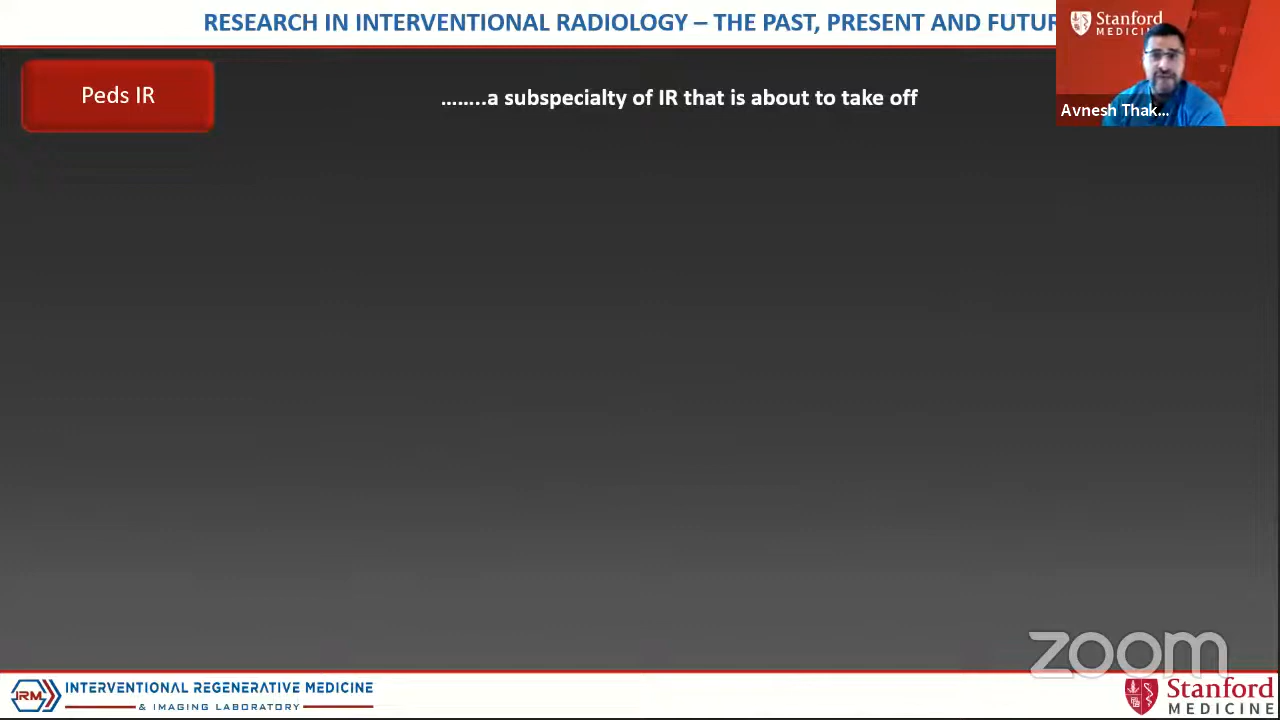 RESEARCH IN INTERVENTIONAL RADIOLOGY – THE PAST, PRESENT AND FUTUR
Stanford
MEDICINE
Peds IR
........a subspecialty of IR that is about to take off
Avnesh Thak...
zoom
IRM
INTERVENTIONAL REGENERATIVE MEDICINE
& IMAGING LABORATORY
Stanford
MEDICINE